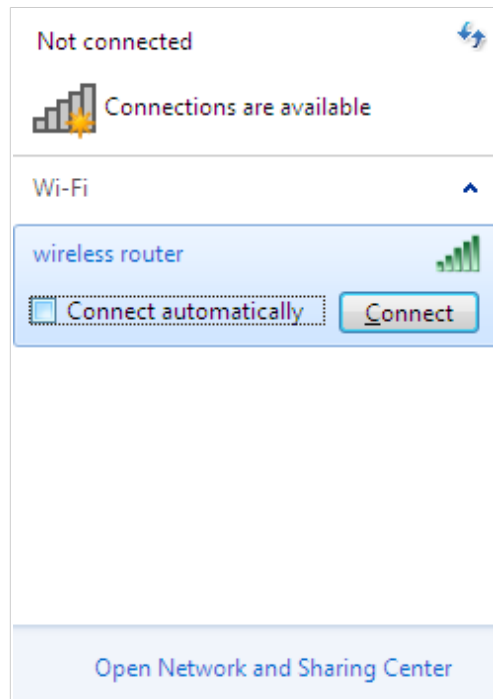 Not connected
Connections are available
Wi-Fi
wireless router
Connect automatically
Connect
Open Network and Sharing Center